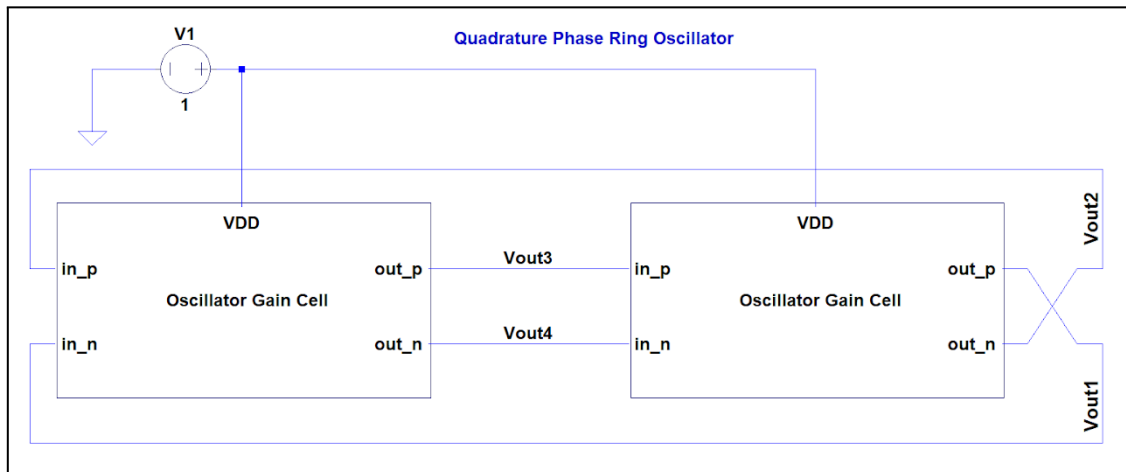 V1
Quadrature Phase Ring Oscillator
1
VDD
VDD
Vout2
in_p
out_p
Vout3
in_p
out_p
Oscillator Gain Cell
Oscillator Gain Cell
in_n
out_n
Vout4
in_n
out_n
Vout1